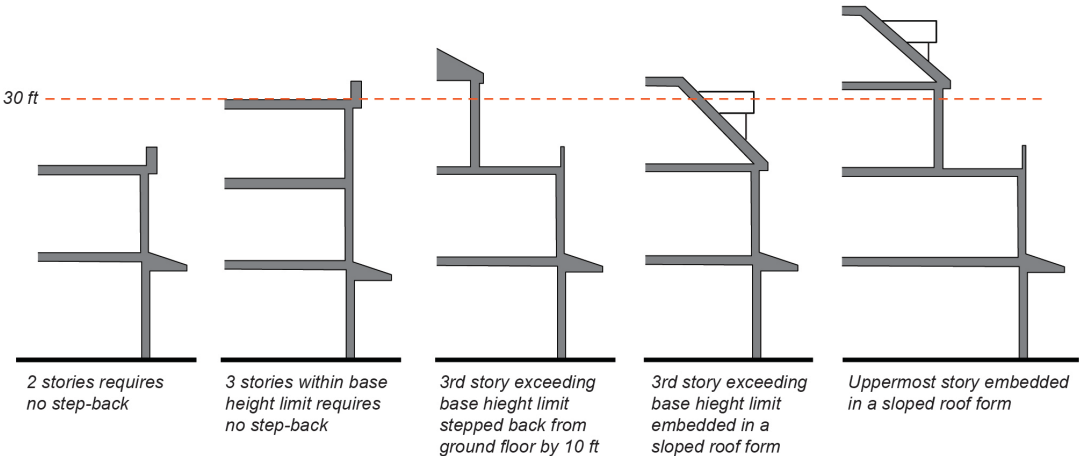 30 ft
2 stories requires
no step-back
3 stories within base
height limit requires
no step-back
3rd story exceeding
base hieght limit
stepped back from
ground floor by 10 ft
3rd story exceeding
base hieght limit
embedded in a
sloped roof form
Uppermost story embedded
in a sloped roof form